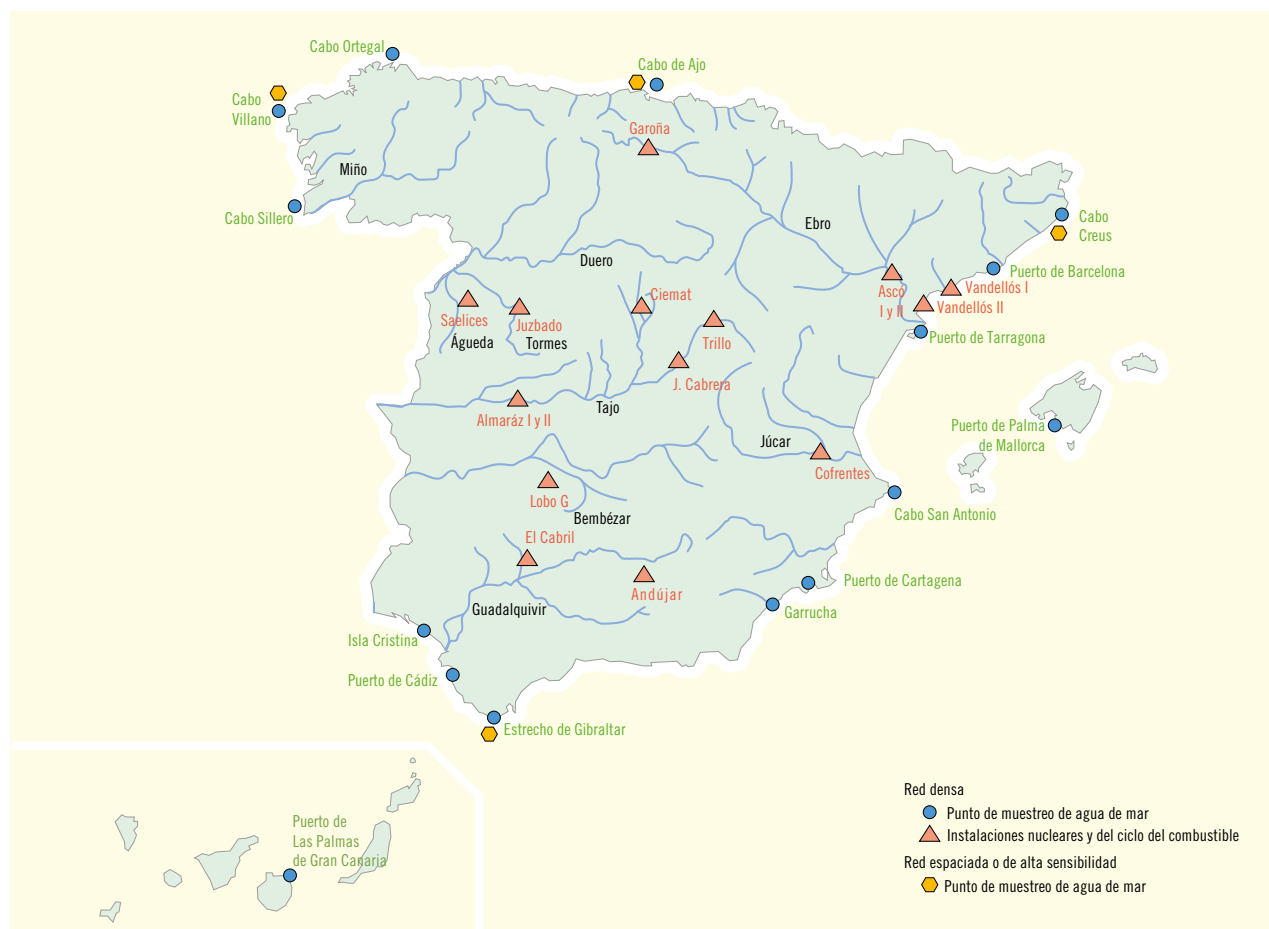 Cabo Ortegal
Cabo de Ajo
Cabo
Villano
Garoña
Miño
Cabo Sillero
Cabo
Creus
Ebro
Duero
Puerto de Barcelona
Ascó
I y II
Vandellós I
Vandellós II
Ciemat
Saelices
Juzbado
Águeda
Tormes
Trillo
Puerto de Tarragona
J. Cabrera
Tajo
Almaráz I y II
Puerto de Palma
de Mallorca
Júcar
Cofrentes
Lobo G
Bembézar
Cabo San Antonio
El Cabril
Andújar
Puerto de Cartagena
Guadalquivir
Garrucha
Isla Cristina
Puerto de Cádiz
Estrecho de Gibraltar
Puerto de
Las Palmas
de Gran Canaria
Red densa
Punto de muestreo de agua de mar
Instalaciones nucleares y del ciclo del combustible
Red espaciada o de alta sensibilidad
Punto de muestreo de agua de mar